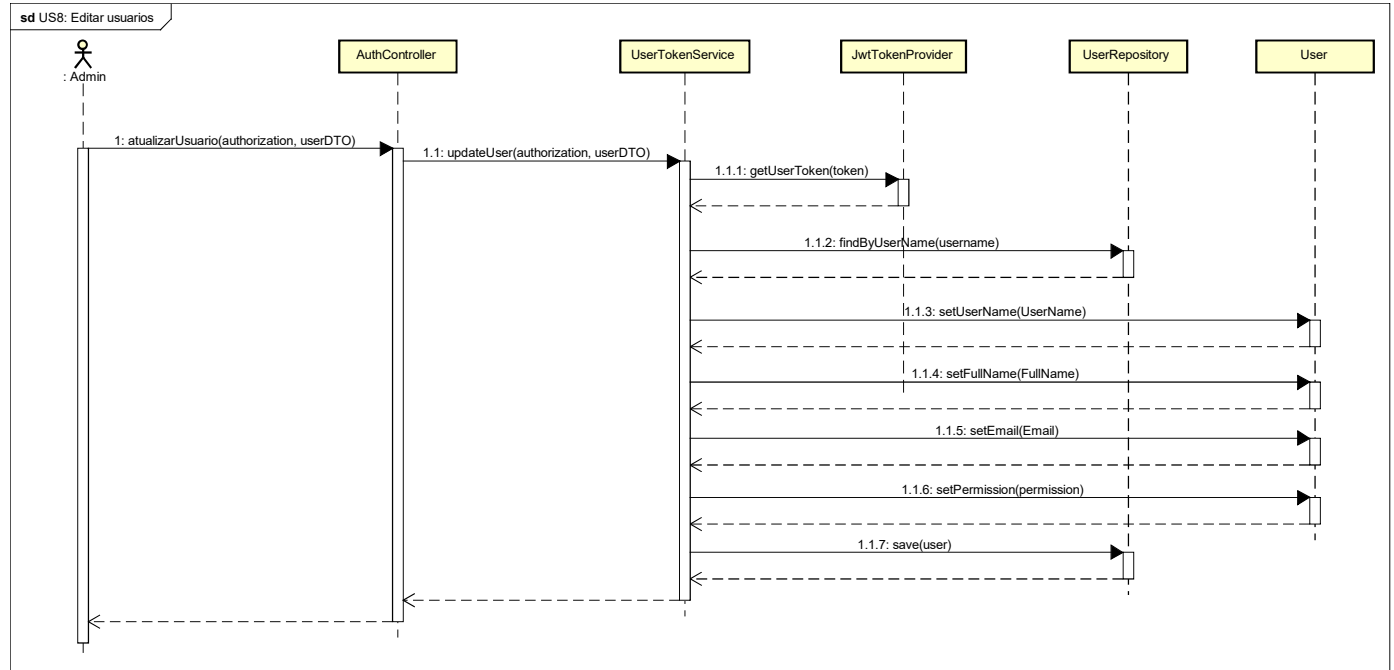 sd US8: Editar usuarios
: Admin
AuthController
UserTokenService
JwtTokenProvider
UserRepository
User
1: atualizarUsuario(authorization, userDTO)
1.1: updateUser(authorization, userDTO)
1.1.1: getUserToken(token)
1.1.2: findByUserName(username)
1.1.3: setUserName(UserName)
1.1.4: setFullName(FullName)
1.1.5: setEmail(Email)
1.1.6: setPermission(permission)
1.1.7: save(user)